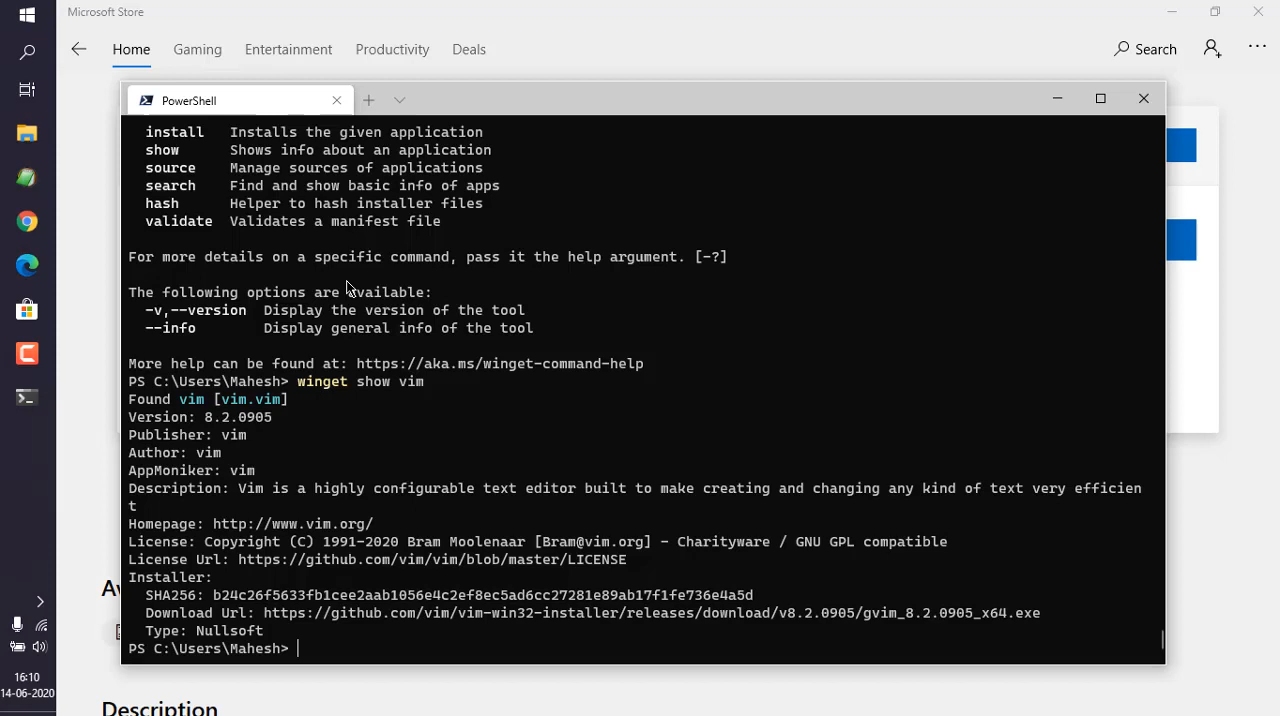 Microsoft Store
Home Gaming Entertainment Productivity Deals Search
PowerShell
install Installs the given application
show Shows info about an application
source Manage sources of applications
search Find and show basic info of apps
hash Helper to hash installer files
validate Validates a manifest file
For more details on a specific command, pass it the help argument. [-?]
The following options are available:
-v,--version Display the version of the tool
--info Display general info of the tool
More help can be found at: https://aka.ms/winget-command-help
PS C:\Users\Mahesh> winget show vim
Found vim [vim.vim]
Version: 8.2.0905
Publisher: vim
Author: vim
AppMoniker: vim
Description: Vim is a highly configurable text editor built to make creating and changing any kind of text very efficien
t
Homepage: http://www.vim.org/
License: Copyright (C) 1991-2020 Bram Moolenaar [Bram@vim.org] - Charityware / GNU GPL compatible
License Url: https://github.com/vim/vim/blob/master/LICENSE
Installer:
SHA256: b24c26f5633fb1cee2aab1056e4c2ef8ec5ad6cc27281e89ab17f1fe736e4a5d
Download Url: https://github.com/vim/vim-win32-installer/releases/download/v8.2.0905/gvim_8.2.0905_x64.exe
Type: Nullsoft
PS C:\Users\Mahesh>
Description
16:10
14-06-2020